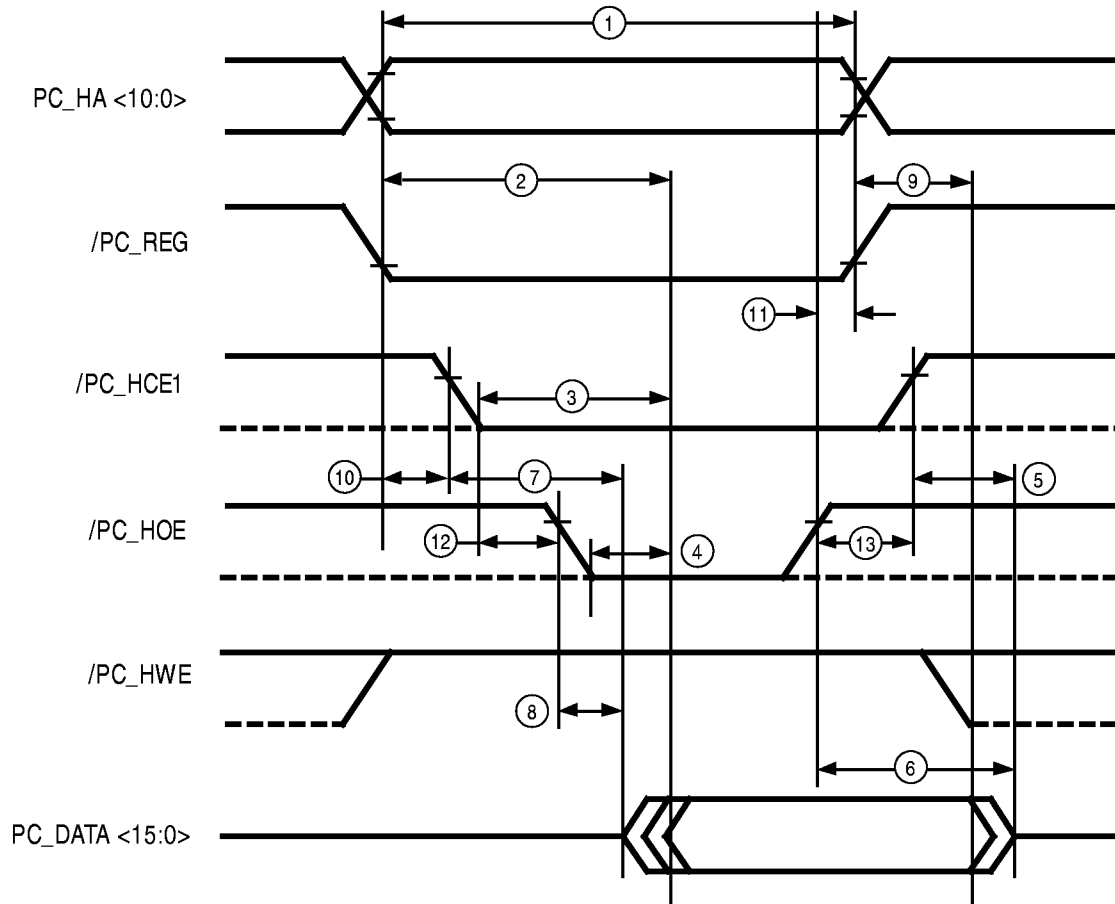 1
PC_HA <10:0>
2
9
/PC_REG
11
/PC_HCE1
3
10
7
5
/PC_HOE
12
4
13
/PC_HWE
8
6
PC_DATA <15:0>